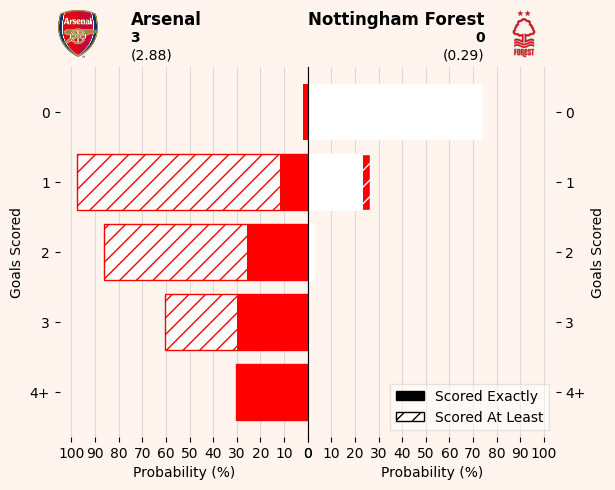 Arsenal
3
(2.88)
Arsenal
Nottingham Forest
0
(0.29)
FOREST
Goals Scored
0
1
2
3
4+
0
1
2
3
4+
Goals Scored
Scored Exactly
Scored At Least
100 90 80 70 60 50 40 30 20 10 0
0 10 20 30 40 50 60 70 80 90 100
Probability (%)
Probability (%)